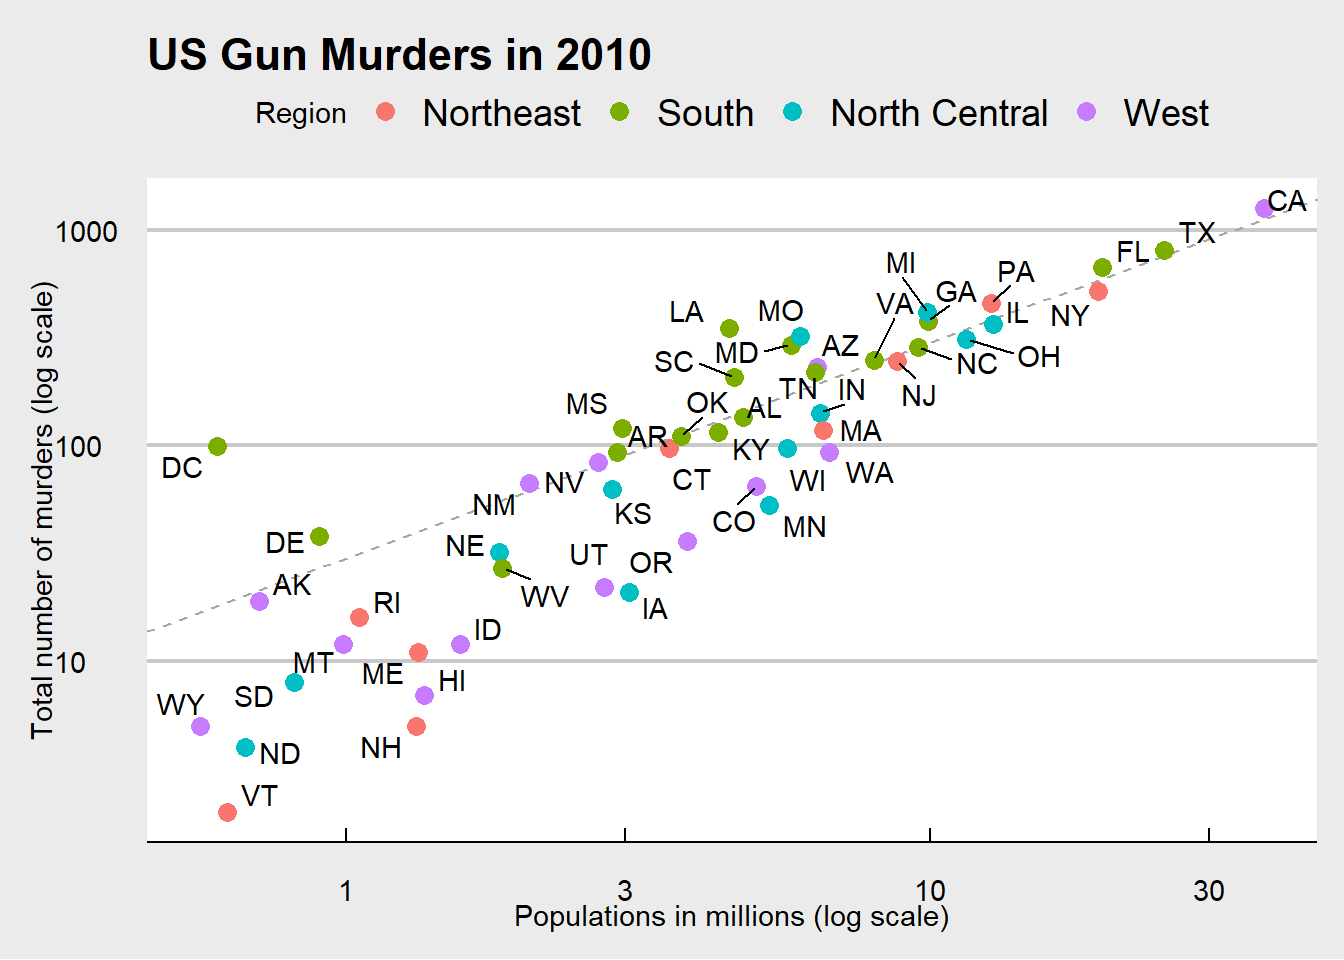 US Gun Murders in 2010
Region Northeast South North Central West
Total number of murders (log scale)
1000
100
10
CA
TX
FL
MI
PA
GA
VA
LA
MO
IL
NY
AZ
MD
SC
OH
NC
TN
IN
NJ
MS
OK
AL
AR
MA
KY
DC
WA
CT
WI
NV
NM
KS
CO
MN
DE
NE
UT
OR
AK
WV
RI
IA
ID
MT
ME
HI
SD
WY
NH
ND
VT
1 3 10 30
Populations in millions (log scale)